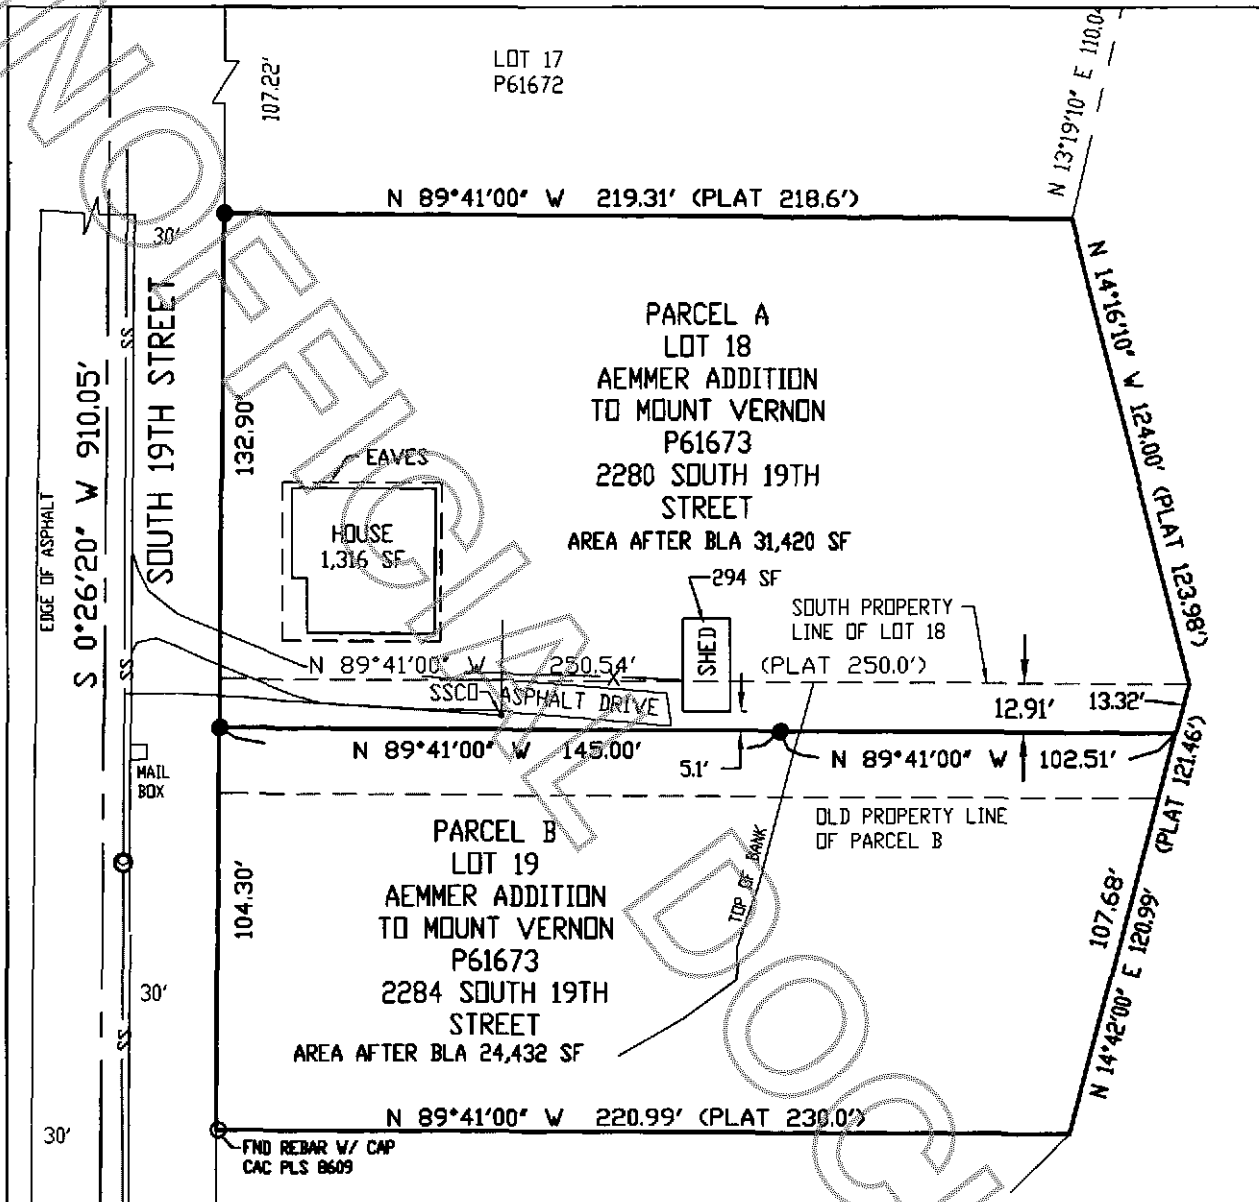 LOT 17
P61672
107.22'
N 13°19'10" E 110.04
N 89°41'00" W 219.31' (PLAT 218.6')
30'
SOUTH 19TH STREET
S 0°26'20" W 910.05'
EDGE OF ASPHALT
SS
SS
SS
132.90'
PARCEL A
LOT 18
AEMMER ADDITION
TO MOUNT VERNON
P61673
2280 SOUTH 19TH
STREET
AREA AFTER BLA 31,420 SF
N 14°16'10" W 124.00' (PLAT 123.98')
EAVES
HOUSE
1,316 SF
294 SF
SHED
SOUTH PROPERTY
LINE OF LOT 18
N 89°41'00" W 250.54' (PLAT 250.0')
SSCO
ASPHALT DRIVE
X
12.91'
13.32'
N 89°41'00" W 145.00'
5.1'
N 89°41'00" W 102.51'
(PLAT 121.46')
MAIL
BOX
OLD PROPERTY LINE
OF PARCEL B
PARCEL B
LOT 19
AEMMER ADDITION
TO MOUNT VERNON
P61673
2284 SOUTH 19TH
STREET
AREA AFTER BLA 24,432 SF
TOP OF BANK
104.30'
107.68'
N 14°42'00" E 120.99'
30'
N 89°41'00" W 220.99' (PLAT 230.0')
30'
FND REBAR W/ CAP
CAC PLS 8609
UNOFFICIAL DOC